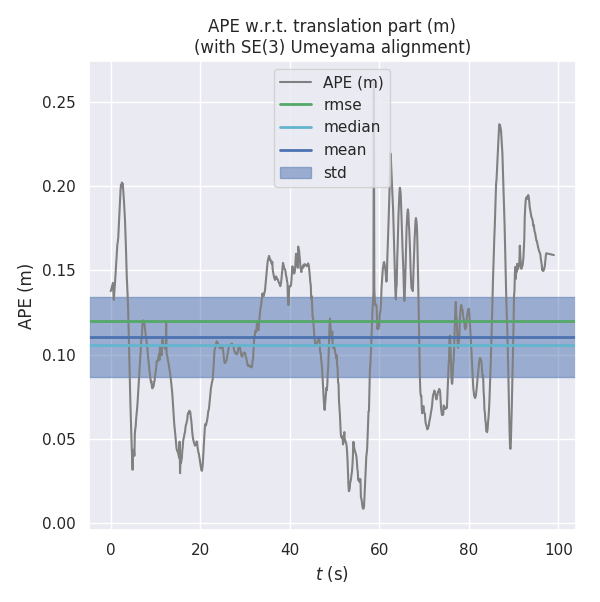 APE w.r.t. translation part (m)
(with SE(3) Umeyama alignment)
APE (m)
rmse
median
mean
std
0.25
0.20
0.15
0.10
0.05
0.00
APE (m)
0 20 40 60 80 100
t (s)